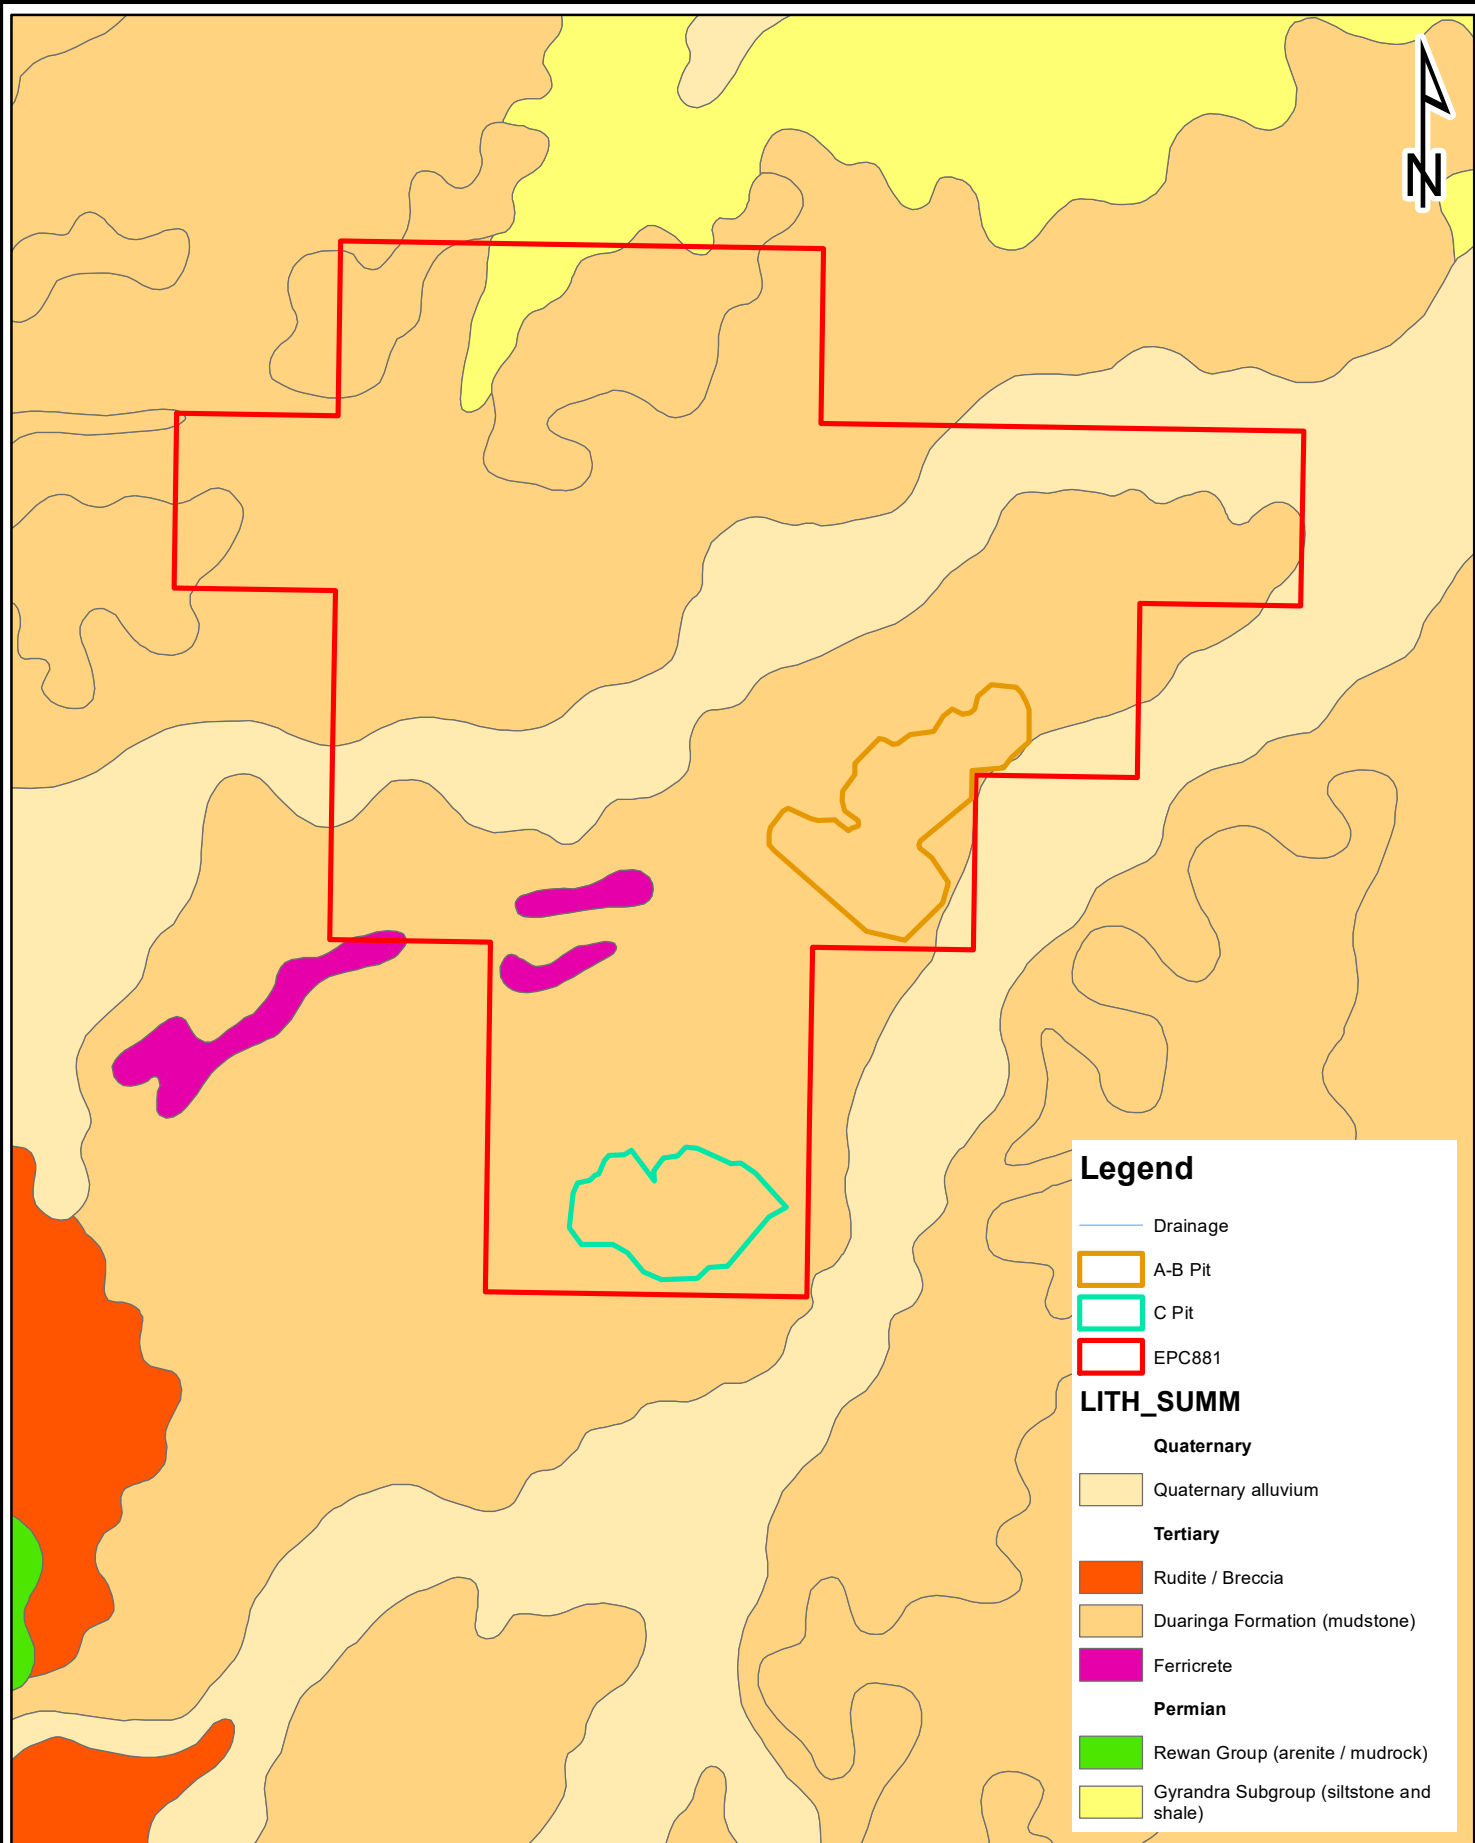 N
Legend
Drainage
A-B Pit
C Pit
EPC881
LITH_SUMM
Quaternary
Quaternary alluvium
Tertiary
Rudite / Breccia
Duaringa Formation (mudstone)
Ferricrete
Permian
Rewan Group (arenite / mudrock)
Gyrandra Subgroup (siltstone and
shale)